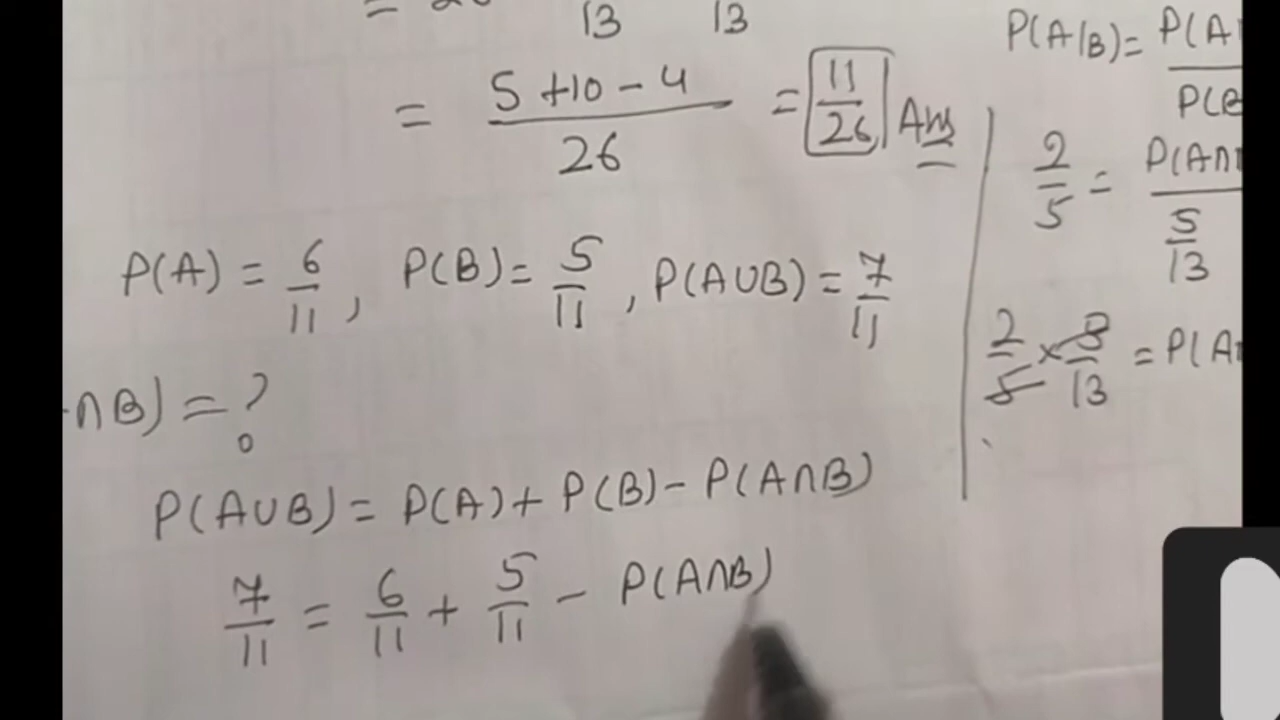 13 13
= 5 + 10 - 4 / 26 = 11/26 Ans
P(A) = 6/11, P(B) = 5/11, P(A∪B) = 7/11
∩B) = ?
P(A∪B) = P(A) + P(B) - P(A∩B)
7/11 = 6/11 + 5/11 - P(A∩B)
P(A|B) = P(A / P(B
2/5 = P(A∩ / 5/13
2/5 × 5/13 = P(A